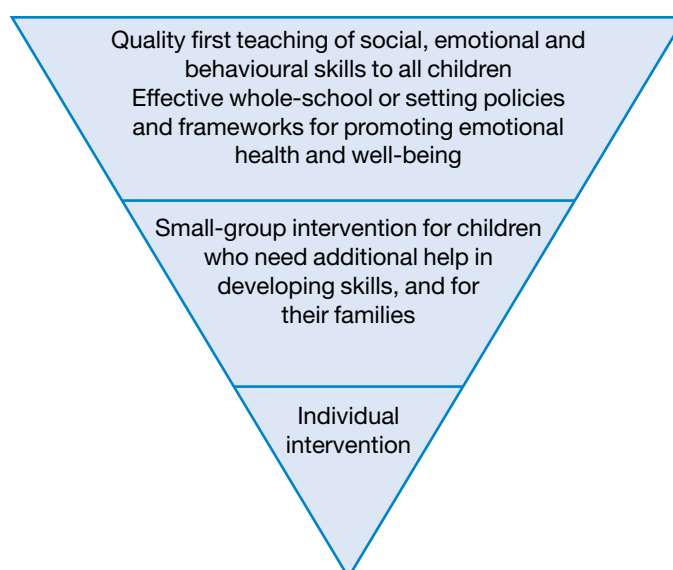 Quality first teaching of social, emotional and
behavioural skills to all children
Effective whole-school or setting policies
and frameworks for promoting emotional
health and well-being
Small-group intervention for children
who need additional help in
developing skills, and for
their families
Individual
intervention